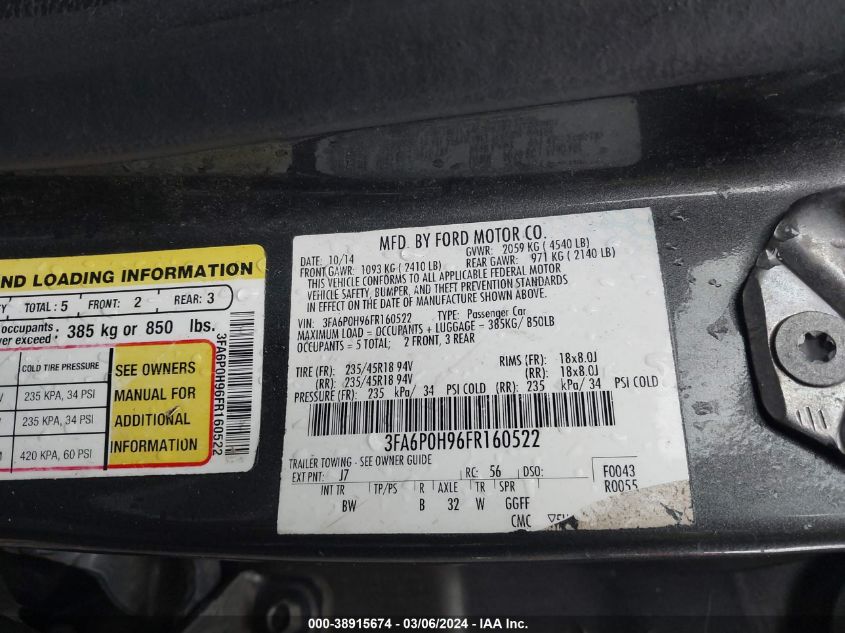 ND LOADING INFORMATION
TOTAL : 5 FRONT: 2 REAR: 3
occupants
ver exceed : 385 kg or 850 lbs.
COLD TIRE PRESSURE
235 KPA, 34 PSI
235 KPA, 34 PSI
420 KPA, 60 PSI
SEE OWNERS
MANUAL FOR
ADDITIONAL
INFORMATION
3FA6P0H96FR160522
MFD. BY FORD MOTOR CO.
DATE: 10/14 GVWR: 2059 KG ( 4540 LB)
FRONT GAWR: 1093 KG ( 2410 LB) REAR GAWR: 971 KG ( 2140 LB)
THIS VEHICLE CONFORMS TO ALL APPLICABLE FEDERAL MOTOR
VEHICLE SAFETY, BUMPER, AND THEFT PREVENTION STANDARDS
IN EFFECT ON THE DATE OF MANUFACTURE SHOWN ABOVE.
VIN: 3FA6P0H96FR160522 TYPE: Passenger Car
MAXIMUM LOAD = OCCUPANTS + LUGGAGE = 385KG/ 850LB
OCCUPANTS = 5 TOTAL; 2 FRONT, 3 REAR
TIRE (FR): 235/45R18 94V RIMS (FR): 18x8.0J
(RR): 235/45R18 94V (RR): 18x8.0J
PRESSURE (FR): 235 kPa/ 34 PSI COLD (RR): 235 kPa/ 34 PSI COLD
3FA6P0H96FR160522
TRAILER TOWING - SEE OWNER GUIDE
EXT PNT: J7 RC: 56 DSO: F0043
R0055
INT TR TP/PS R AXLE TR SPR
BW B 32 W GGFF
CMC
000-38915674 - 03/06/2024 - IAA Inc.